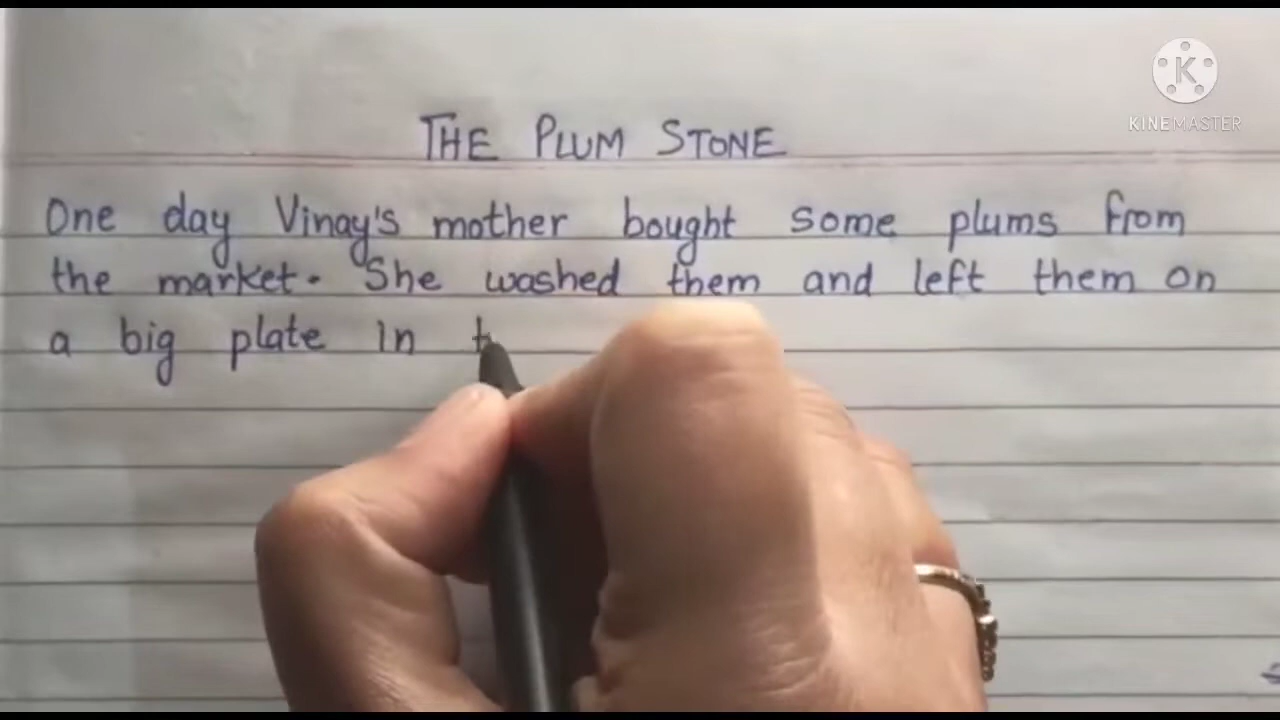 KINEMASTER
THE PLUM STONE
One day Vinay's mother bought some plums from
the market. She washed them and left them on
a big plate in t